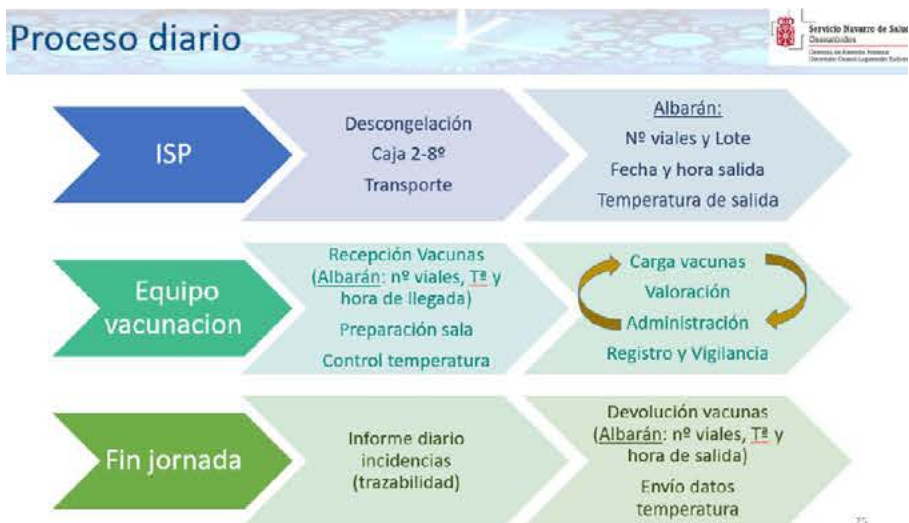 Proceso diario
Servicio Navarro de Salud
Osasunbidea
ISP
Descongelación
Caja 2-8º
Transporte
Albarán:
Nº viales y Lote
Fecha y hora salida
Temperatura de salida
Equipo
vacunacion
Recepción Vacunas
(Albarán: nº viales, Tª y
hora de llegada)
Preparación sala
Control temperatura
Carga vacunas
Valoración
Administración
Registro y Vigilancia
Fin jornada
Informe diario
incidencias
(trazabilidad)
Devolución vacunas
(Albarán: nº viales, Tª y
hora de salida)
Envío datos
temperatura